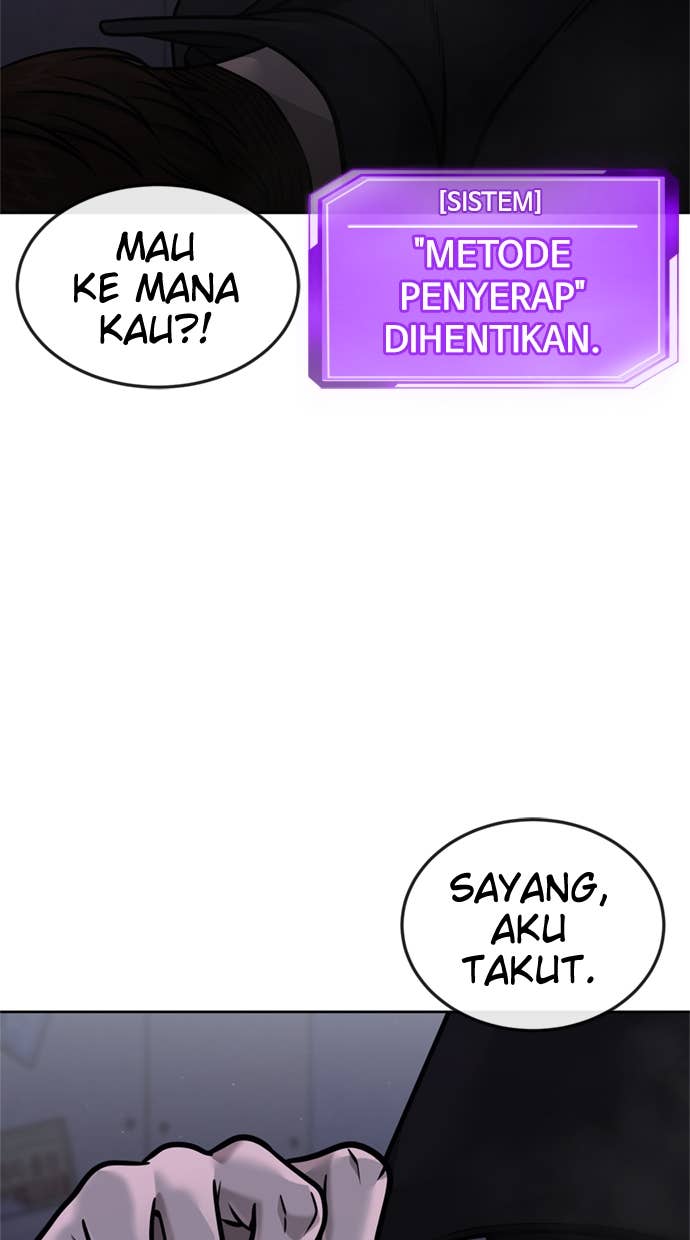 MAU
KE MANA
KAU?!
[SISTEM]
"METODE
PENYERAP"
DIHENTIKAN.
SAYANG,
AKU
TAKUT.